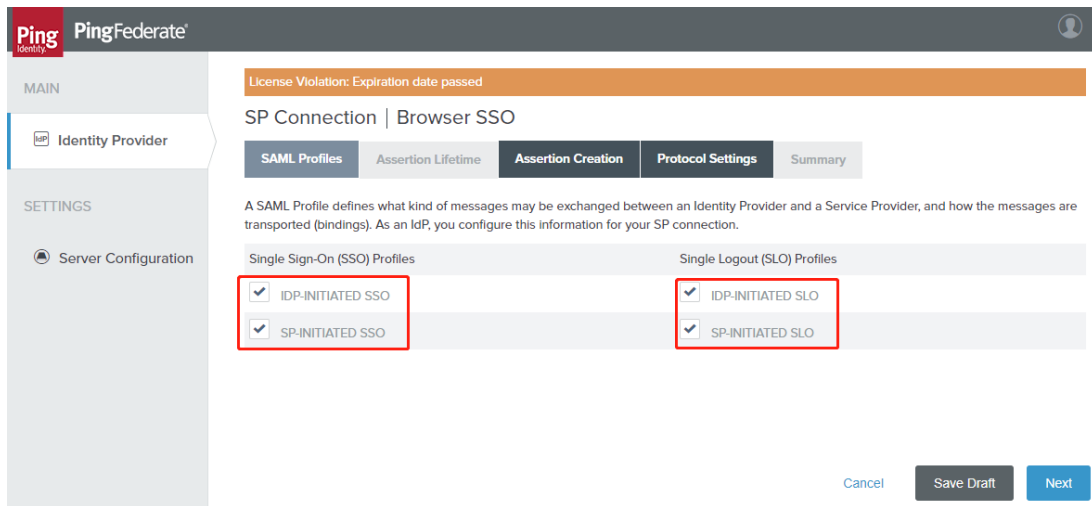 Ping
Identity.
PingFederate®
MAIN
IdP
Identity Provider
SETTINGS
Server Configuration
License Violation: Expiration date passed
SP Connection | Browser SSO
SAML Profiles
Assertion Lifetime
Assertion Creation
Protocol Settings
Summary
A SAML Profile defines what kind of messages may be exchanged between an Identity Provider and a Service Provider, and how the messages are
transported (bindings). As an IdP, you configure this information for your SP connection.
Single Sign-On (SSO) Profiles
Single Logout (SLO) Profiles
IDP-INITIATED SSO
IDP-INITIATED SLO
SP-INITIATED SSO
SP-INITIATED SLO
Cancel
Save Draft
Next